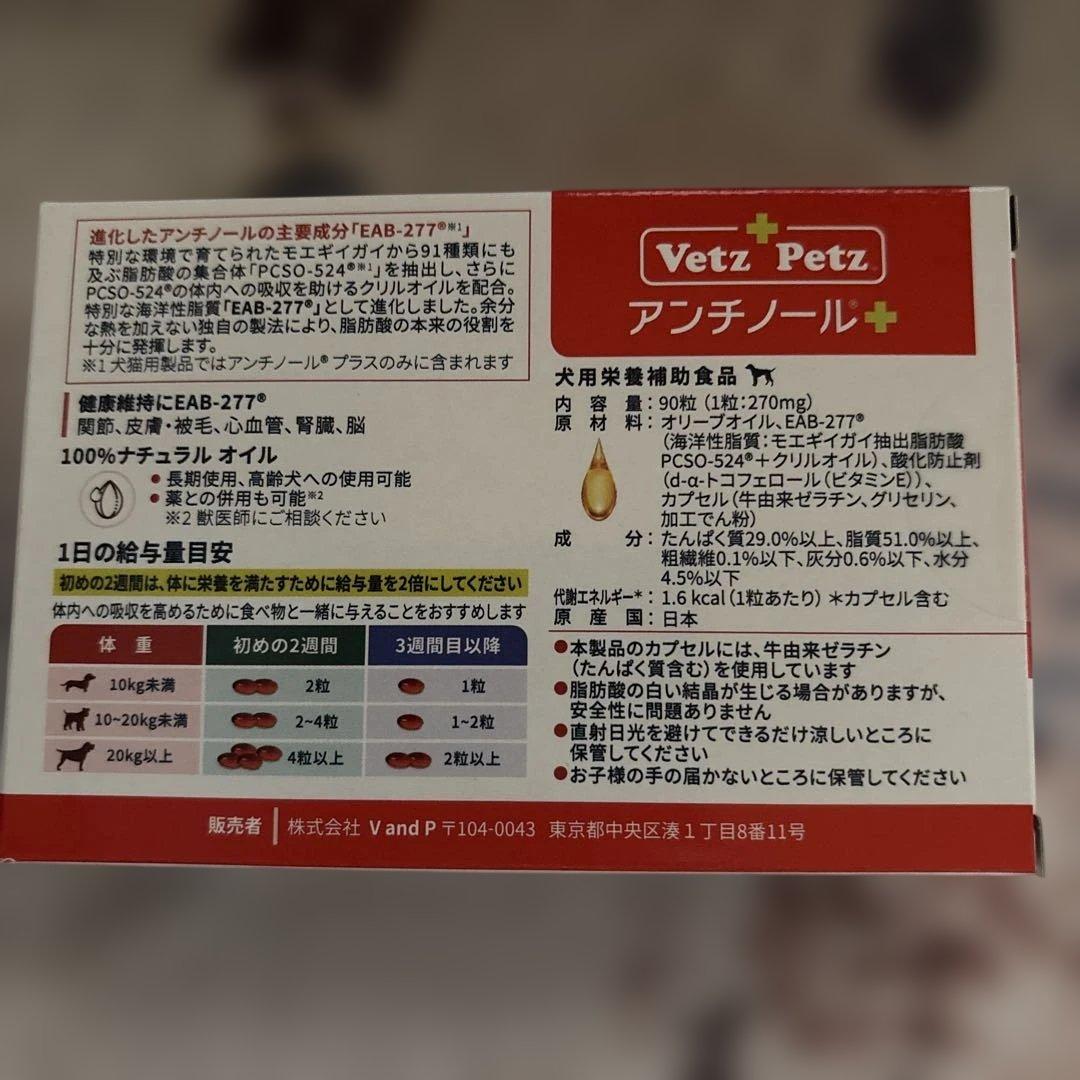 進化したアンチノールの主要成分「EAB-277®※1」
特別な環境で育てられたモエギイガイから91種類にも
及ぶ脂肪酸の集合体「PCSO-524®※1」を抽出し、さらに
PCSO-524®の体内への吸収を助けるクリルオイルを配合。
特別な海洋性脂質「EAB-277®」として進化しました。余分
な熱を加えない独自の製法により、脂肪酸の本来の役割を
十分に発揮します。
※1 犬猫用製品ではアンチノール® プラスのみに含まれます
健康維持にEAB-277®
関節、皮膚・被毛、心血管、腎臓、脳
100%ナチュラル オイル
● 長期使用、高齢犬への使用可能
● 薬との併用も可能※2
※2 獣医師にご相談ください
1日の給与量目安
初めの2週間は、体に栄養を満たすために給与量を2倍にしてください
体内への吸収を高めるために食べ物と一緒に与えることをおすすめします
体 重 初めの2週間 3週間目以降
10kg未満 2粒 1粒
10~20kg未満 2~4粒 1~2粒
20kg以上 4粒以上 2粒以上
Vetz Petz
アンチノール®+
犬用栄養補助食品
内容量：90粒（1粒：270mg）
原材料：オリーブオイル、EAB-277®
（海洋性脂質：モエギイガイ抽出脂肪酸
PCSO-524®＋クリルオイル）、酸化防止剤
（d-α-トコフェロール（ビタミンE））、
カプセル（牛由来ゼラチン、グリセリン、
加工でん粉）
成分：たんぱく質29.0%以上、脂質51.0%以上、
粗繊維0.1%以下、灰分0.6%以下、水分
4.5%以下
代謝エネルギー*：1.6 kcal（1粒あたり）＊カプセル含む
原産国：日本
●本製品のカプセルには、牛由来ゼラチン
（たんぱく質含む）を使用しています
●脂肪酸の白い結晶が生じる場合がありますが、
安全性に問題ありません
●直射日光を避けてできるだけ涼しいところに
保管してください
●お子様の手の届かないところに保管してください
販売者 株式会社 V and P 〒104-0043 東京都中央区湊1丁目8番11号